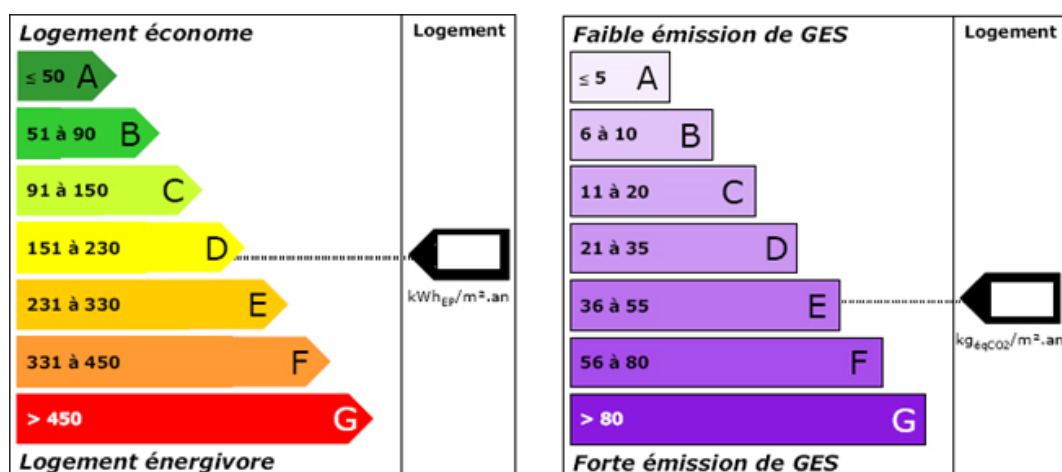 Logement économe
Logement
≤ 50 A
51 à 90 B
91 à 150 C
151 à 230 D
kWhEP/m².an
231 à 330 E
331 à 450 F
> 450 G
Logement énergivore
Faible émission de GES
Logement
≤ 5 A
6 à 10 B
11 à 20 C
21 à 35 D
36 à 55 E
kgéqCO2/m².an
56 à 80 F
> 80 G
Forte émission de GES